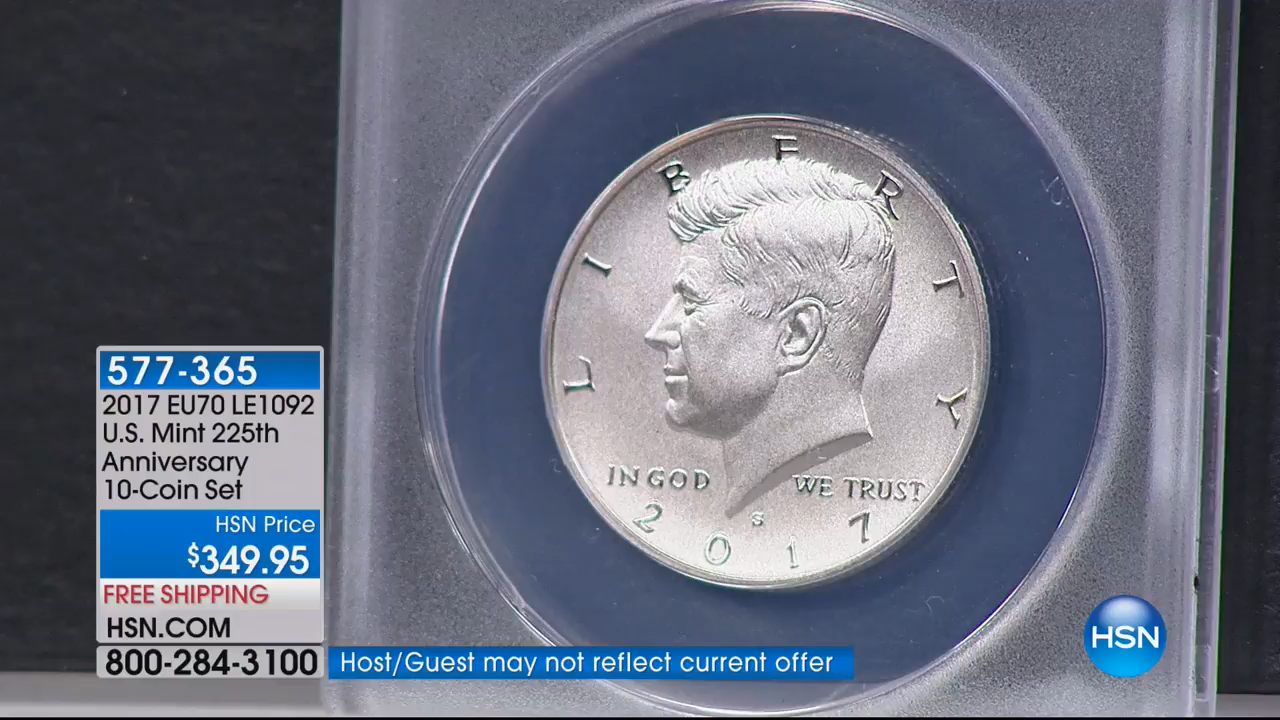 LIBERTY
IN GOD WE TRUST
S
2017
577-365
2017 EU70 LE1092
U.S. Mint 225th
Anniversary
10-Coin Set
HSN Price
$349.95
FREE SHIPPING
HSN.COM
800-284-3100
Host/Guest may not reflect current offer
HSN